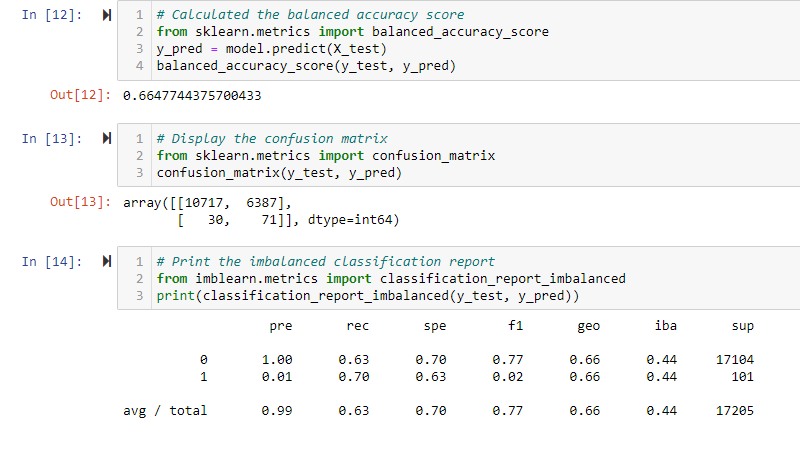 In [12]: 1 # Calculated the balanced accuracy score
2 from sklearn.metrics import balanced_accuracy_score
3 y_pred = model.predict(X_test)
4 balanced_accuracy_score(y_test, y_pred)
Out[12]: 0.6647744375700433
In [13]: 1 # Display the confusion matrix
2 from sklearn.metrics import confusion_matrix
3 confusion_matrix(y_test, y_pred)
Out[13]: array([[10717, 6387],
[ 30, 71]], dtype=int64)
In [14]: 1 # Print the imbalanced classification report
2 from imblearn.metrics import classification_report_imbalanced
3 print(classification_report_imbalanced(y_test, y_pred))
pre rec spe f1 geo iba sup
0 1.00 0.63 0.70 0.77 0.66 0.44 17104
1 0.01 0.70 0.63 0.02 0.66 0.44 101
avg / total 0.99 0.63 0.70 0.77 0.66 0.44 17205